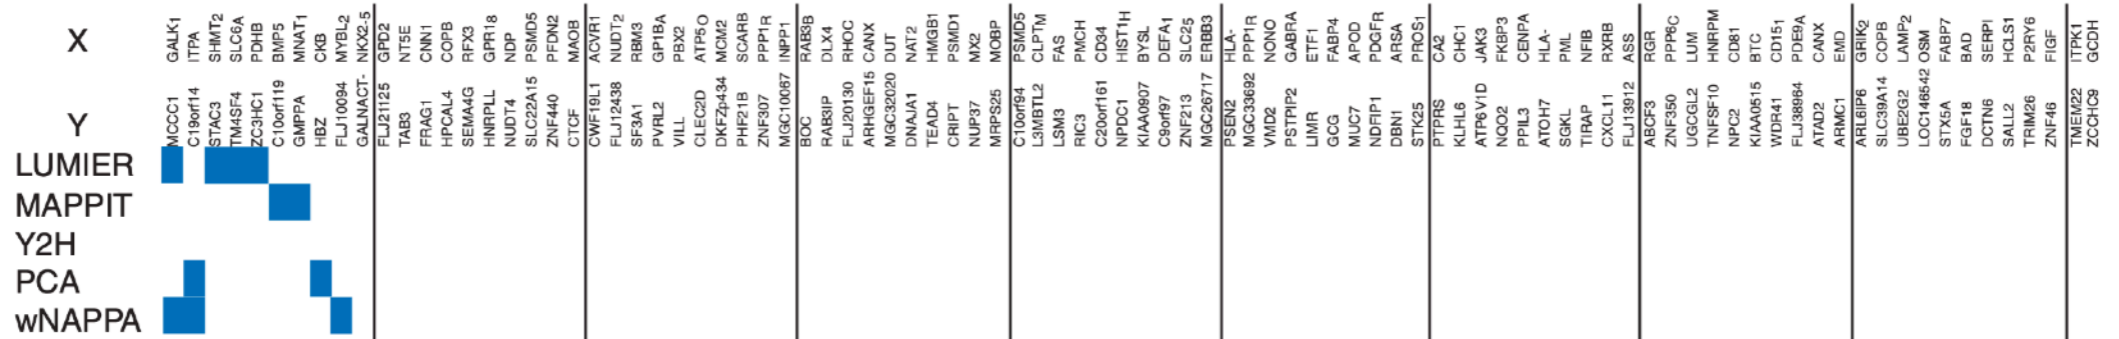 X GALK1 ITPA SHMT2 SLC6A PDHB BMP5 MNAT1 CKB MYBL2 NKX2-5 GPD2 NT5E CNN1 COPB RFX3 GPR18 NDP PSMD5 PFDN2 MAOB ACVR1 NUDT2 RBM3 GP1BA PBX2 ATP5O MCM2 SCARB PPP1R INPP1 RAB3B DLX4 RHOC CANX DUT NAT2 HMGB1 PSMD1 MX2 MOBP PSMD5 CLPTM FAS PMCH CD34 HIST1H BYSL DEFA1 SLC25 ERBB3 HLA- PPP1R NONO GABRA ETF1 FABP4 APOD PDGFR ARSA PROS1 CA2 CHC1 JAK3 FKBP3 CENPA HLA- PML NFIB RXRB ASS RGR PPP6C LUM HNRPM CD81 BTC CD151 PDE9A CANX EMD GRIK2 COPB LAMP2 OSM FABP7 BAD SERPI HCLS1 P2RY6 FIGF ITPK1 GCDH
Y MCCC1 C19orf14 STAC3 TM4SF4 ZC3HC1 C10orf119 GMPPA HBZ FLJ10094 GALNACT- FLJ21125 TAB3 FRAG1 HPCAL4 SEMA4G HNRPLL NUDT4 SLC22A15 ZNF440 CTCF CWF19L1 FLJ12438 SF3A1 PVRL2 VILL CLEC2D DKFZp434 PHF21B ZNF307 MGC10067 BOC RAB3IP FLJ20130 ARHGEF15 MGC32020 DNAJA1 TEAD4 CRIPT NUP37 MRPS25 C10orf94 L3MBTL2 LSM3 RIC3 C20orf161 NPDC1 KIAA0907 C9orf97 ZNF213 MGC26717 PSEN2 MGC33692 VMD2 PSTPIP2 LIMR GCG MUC7 NDFIP1 DBN1 STK25 PTPRS KLHL6 ATP6V1D NQO2 PPIL3 ATOH7 SGKL TIRAP CXCL11 FLJ13912 ABCF3 ZNF350 UGCGL2 TNFSF10 NPC2 KIAA0515 WDR41 FLJ38964 ATAD2 ARMC1 ARL6IP6 SLC39A14 UBE2G2 LOC146542 STX5A FGF18 DCTN6 SALL2 TRIM26 ZNF46 TMEM22 ZCCHC9
LUMIER
MAPPIT
Y2H
PCA
wNAPPA